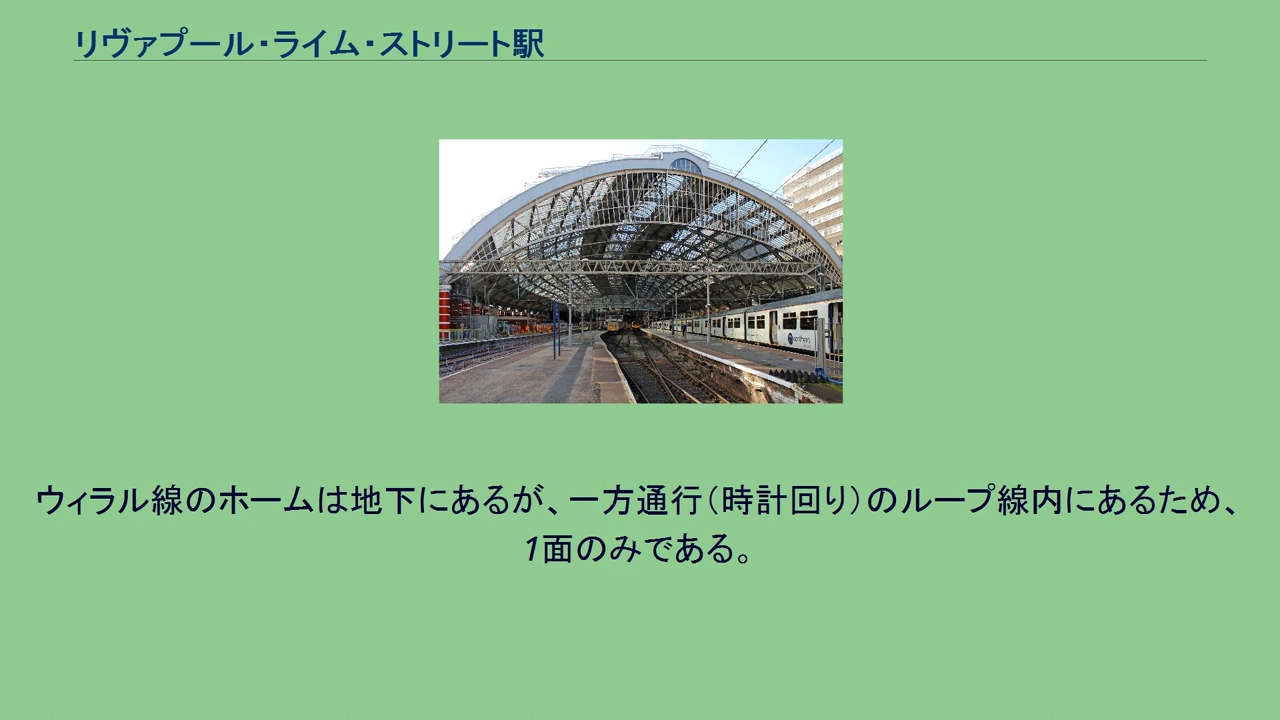 リヴァプール・ライム・ストリート駅
northern
ウィラル線のホームは地下にあるが、一方通行（時計回り）のループ線内にあるため、
1面のみである。